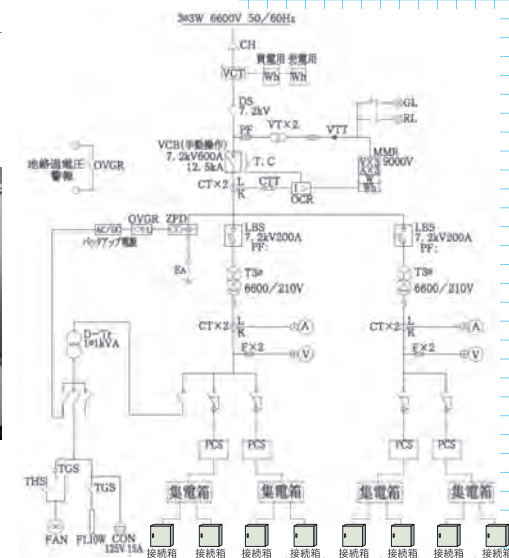 3φ3W 6600V 50/60Hz
CH
買電用 売電用
VCT Wh Wh
DS
7.2kV
GL
RL
PF VT×2 VTT
VCB(手動操作)
7.2kV600A
12.5kA
T.C
MMR
9000V
W
Wh
地絡過電圧
警報
OVGR
CT×2 L
K
CTT
I>
OCR
OVGR ZPD
AC/DC
バックアップ電源
EA
LBS
7.2kV200A
PF:
LBS
7.2kV200A
PF:
T3φ
6600/210V
T3φ
6600/210V
D-Tr
1φ1kVA
CT×2 L
K
A
CT×2 L
K
A
F×2 V
F×2 V
PCS PCS PCS PCS
THS TGS
TGS
集電箱 集電箱 集電箱 集電箱
FAN FL10W CON
125V 15A
接続箱 接続箱 接続箱 接続箱 接続箱 接続箱 接続箱 接続箱